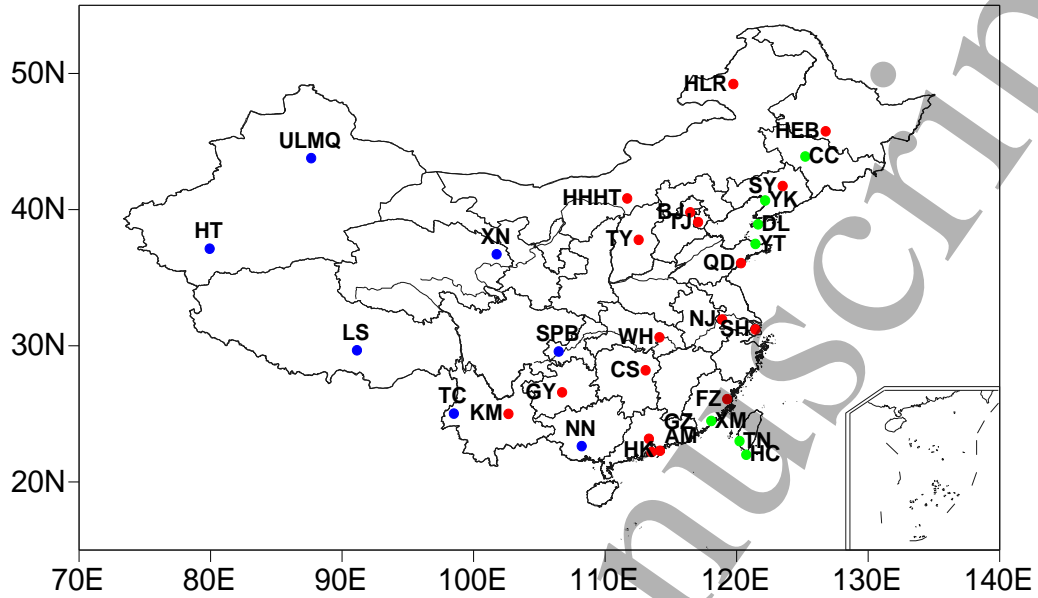 50N
40N
30N
20N
HLR
HEB
CC
ULMQ
SY
YK
HHHT
BJ
TJ
DL
HT
XN
TY
YT
QD
NJ
SH
LS
SPB
WH
CS
GY
FZ
TC
KM
GZ
XM
NN
AM
TN
HK
HC
70E 80E 90E 100E 110E 120E 130E 140E
nuscrip